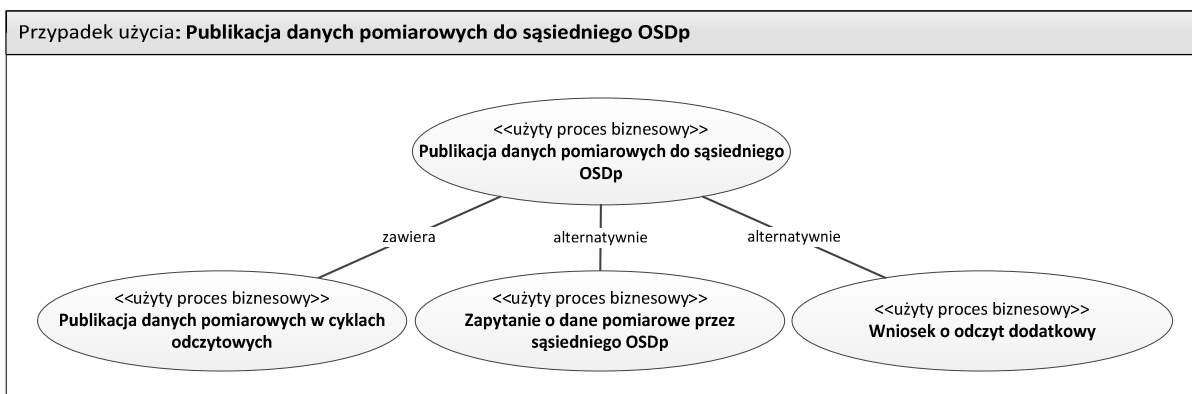 Przypadek użycia: Publikacja danych pomiarowych do sąsiedniego OSDp
<<użyty proces biznesowy>>
Publikacja danych pomiarowych do sąsiedniego
OSDp
zawiera
alternatywnie
alternatywnie
<<użyty proces biznesowy>>
Publikacja danych pomiarowych w cyklach
odczytowych
<<użyty proces biznesowy>>
Zapytanie o dane pomiarowe przez
sąsiedniego OSDp
<<użyty proces biznesowy>>
Wniosek o odczyt dodatkowy